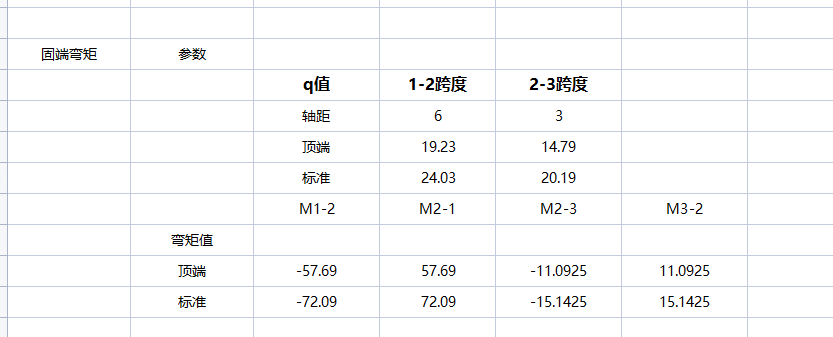 固端弯矩 参数
q值 1-2跨度 2-3跨度
轴距 6 3
顶端 19.23 14.79
标准 24.03 20.19
M1-2 M2-1 M2-3 M3-2
弯矩值
顶端 -57.69 57.69 -11.0925 11.0925
标准 -72.09 72.09 -15.1425 15.1425